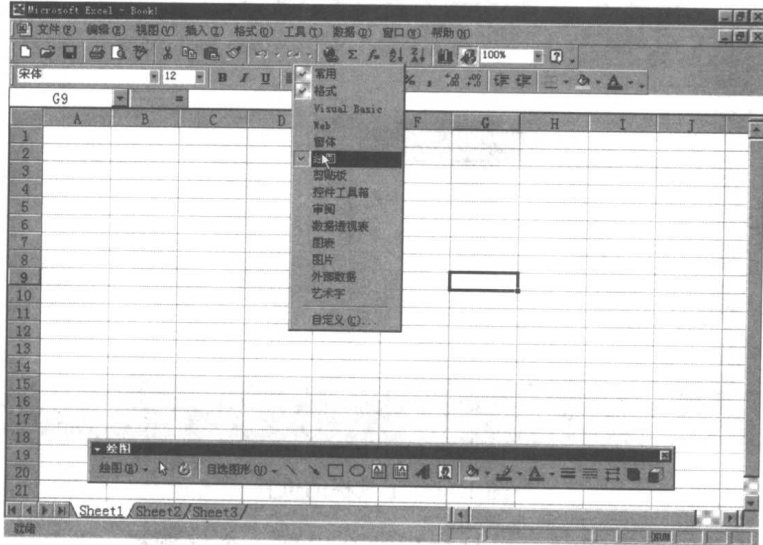 Microsoft Excel - Book1
文件(F) 编辑(E) 视图(V) 插入(I) 格式(O) 工具(T) 数据(D) 窗口(W) 帮助(H)
100%
宋体 12 B I U % ,
G9 =
A B C D F G H I J
常用
格式
Visual Basic
Web
窗体
绘图
剪贴板
控件工具箱
审阅
数据透视表
图表
图片
外部数据
艺术字
自定义(C)...
1
2
3
4
5
6
7
8
9
10
11
12
13
14
15
16
17
18
19
20
21
绘图
绘图(R) 自选图形(U)
Sheet1 Sheet2 Sheet3
就绪 NUM